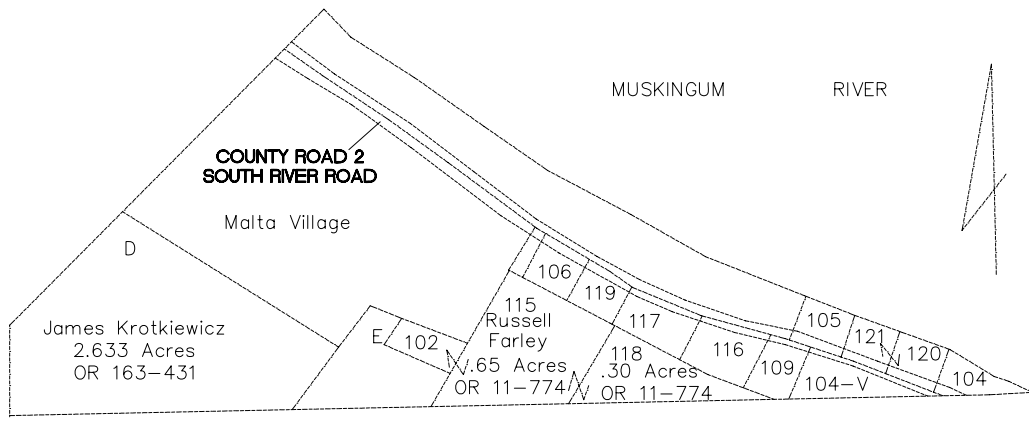 MUSKINGUM RIVER
COUNTY ROAD 2
SOUTH RIVER ROAD
Malta Village
D
James Krotkiewicz
2.633 Acres
OR 163-431
E
102
106
119
115
Russell
Farley
.65 Acres
OR 11-774
117
118
.30 Acres
OR 11-774
116
109
104-V
105
121
120
104